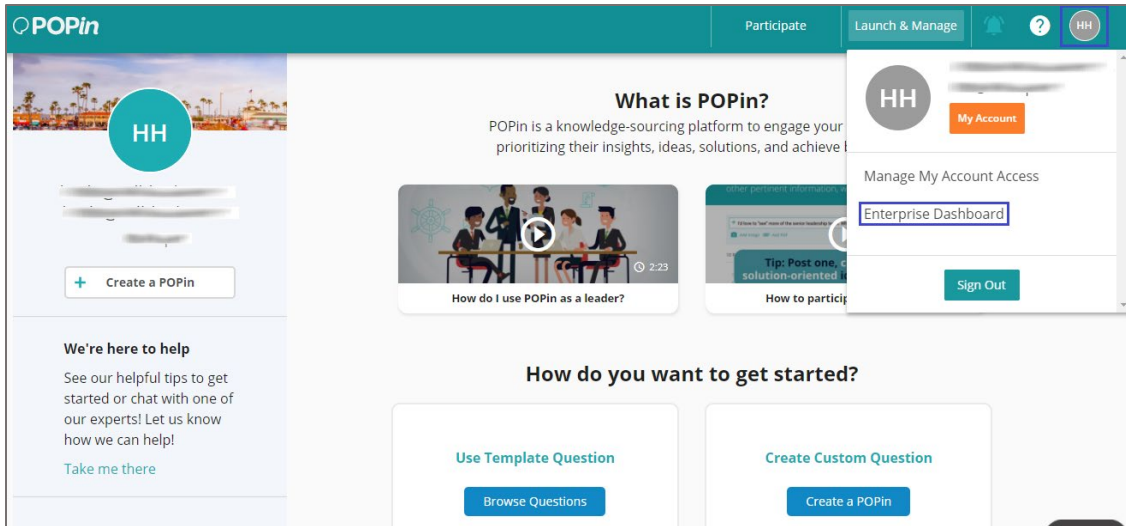 POPin
Participate
Launch & Manage
?
HH
HH
My Account
Manage My Account Access
Enterprise Dashboard
Sign Out
HH
+ Create a POPin
We're here to help
See our helpful tips to get
started or chat with one of
our experts! Let us know
how we can help!
Take me there
What is POPin?
POPin is a knowledge-sourcing platform to engage your
prioritizing their insights, ideas, solutions, and achieve
2:23
How do I use POPin as a leader?
other pertinent information,
Tip: Post one,
solution-oriented
How to
How do you want to get started?
Use Template Question
Browse Questions
Create Custom Question
Create a POPin